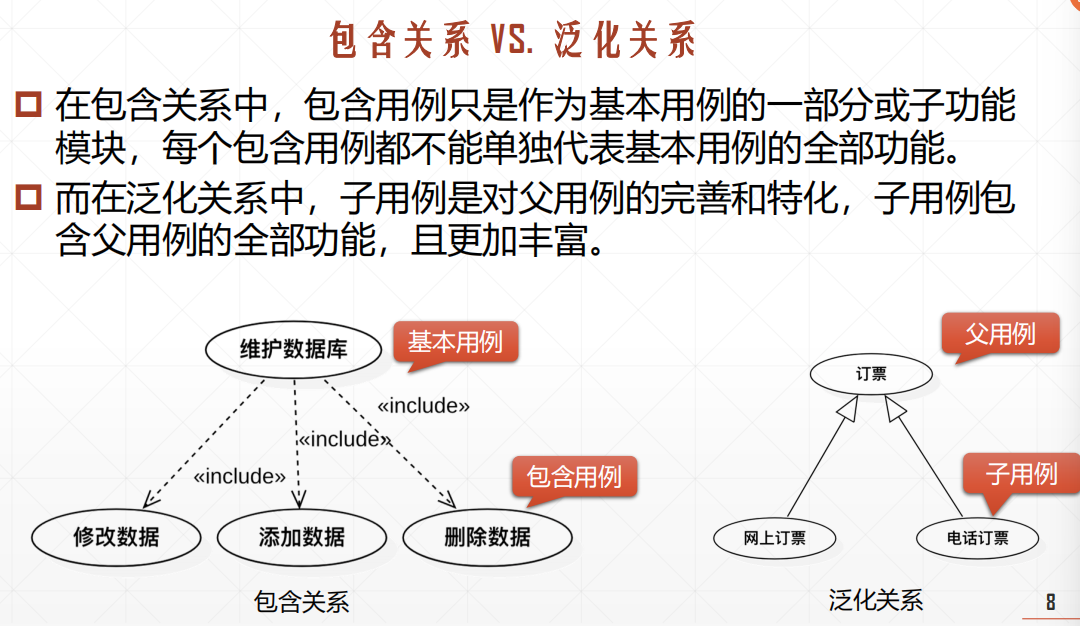 包含关系 VS. 泛化关系
在包含关系中，包含用例只是作为基本用例的一部分或子功能
模块，每个包含用例都不能单独代表基本用例的全部功能。
而在泛化关系中，子用例是对父用例的完善和特化，子用例包
含父用例的全部功能，且更加丰富。
维护数据库
基本用例
«include»
«include»
«include»
包含用例
修改数据
添加数据
删除数据
包含关系
父用例
订票
子用例
网上订票
电话订票
泛化关系
8